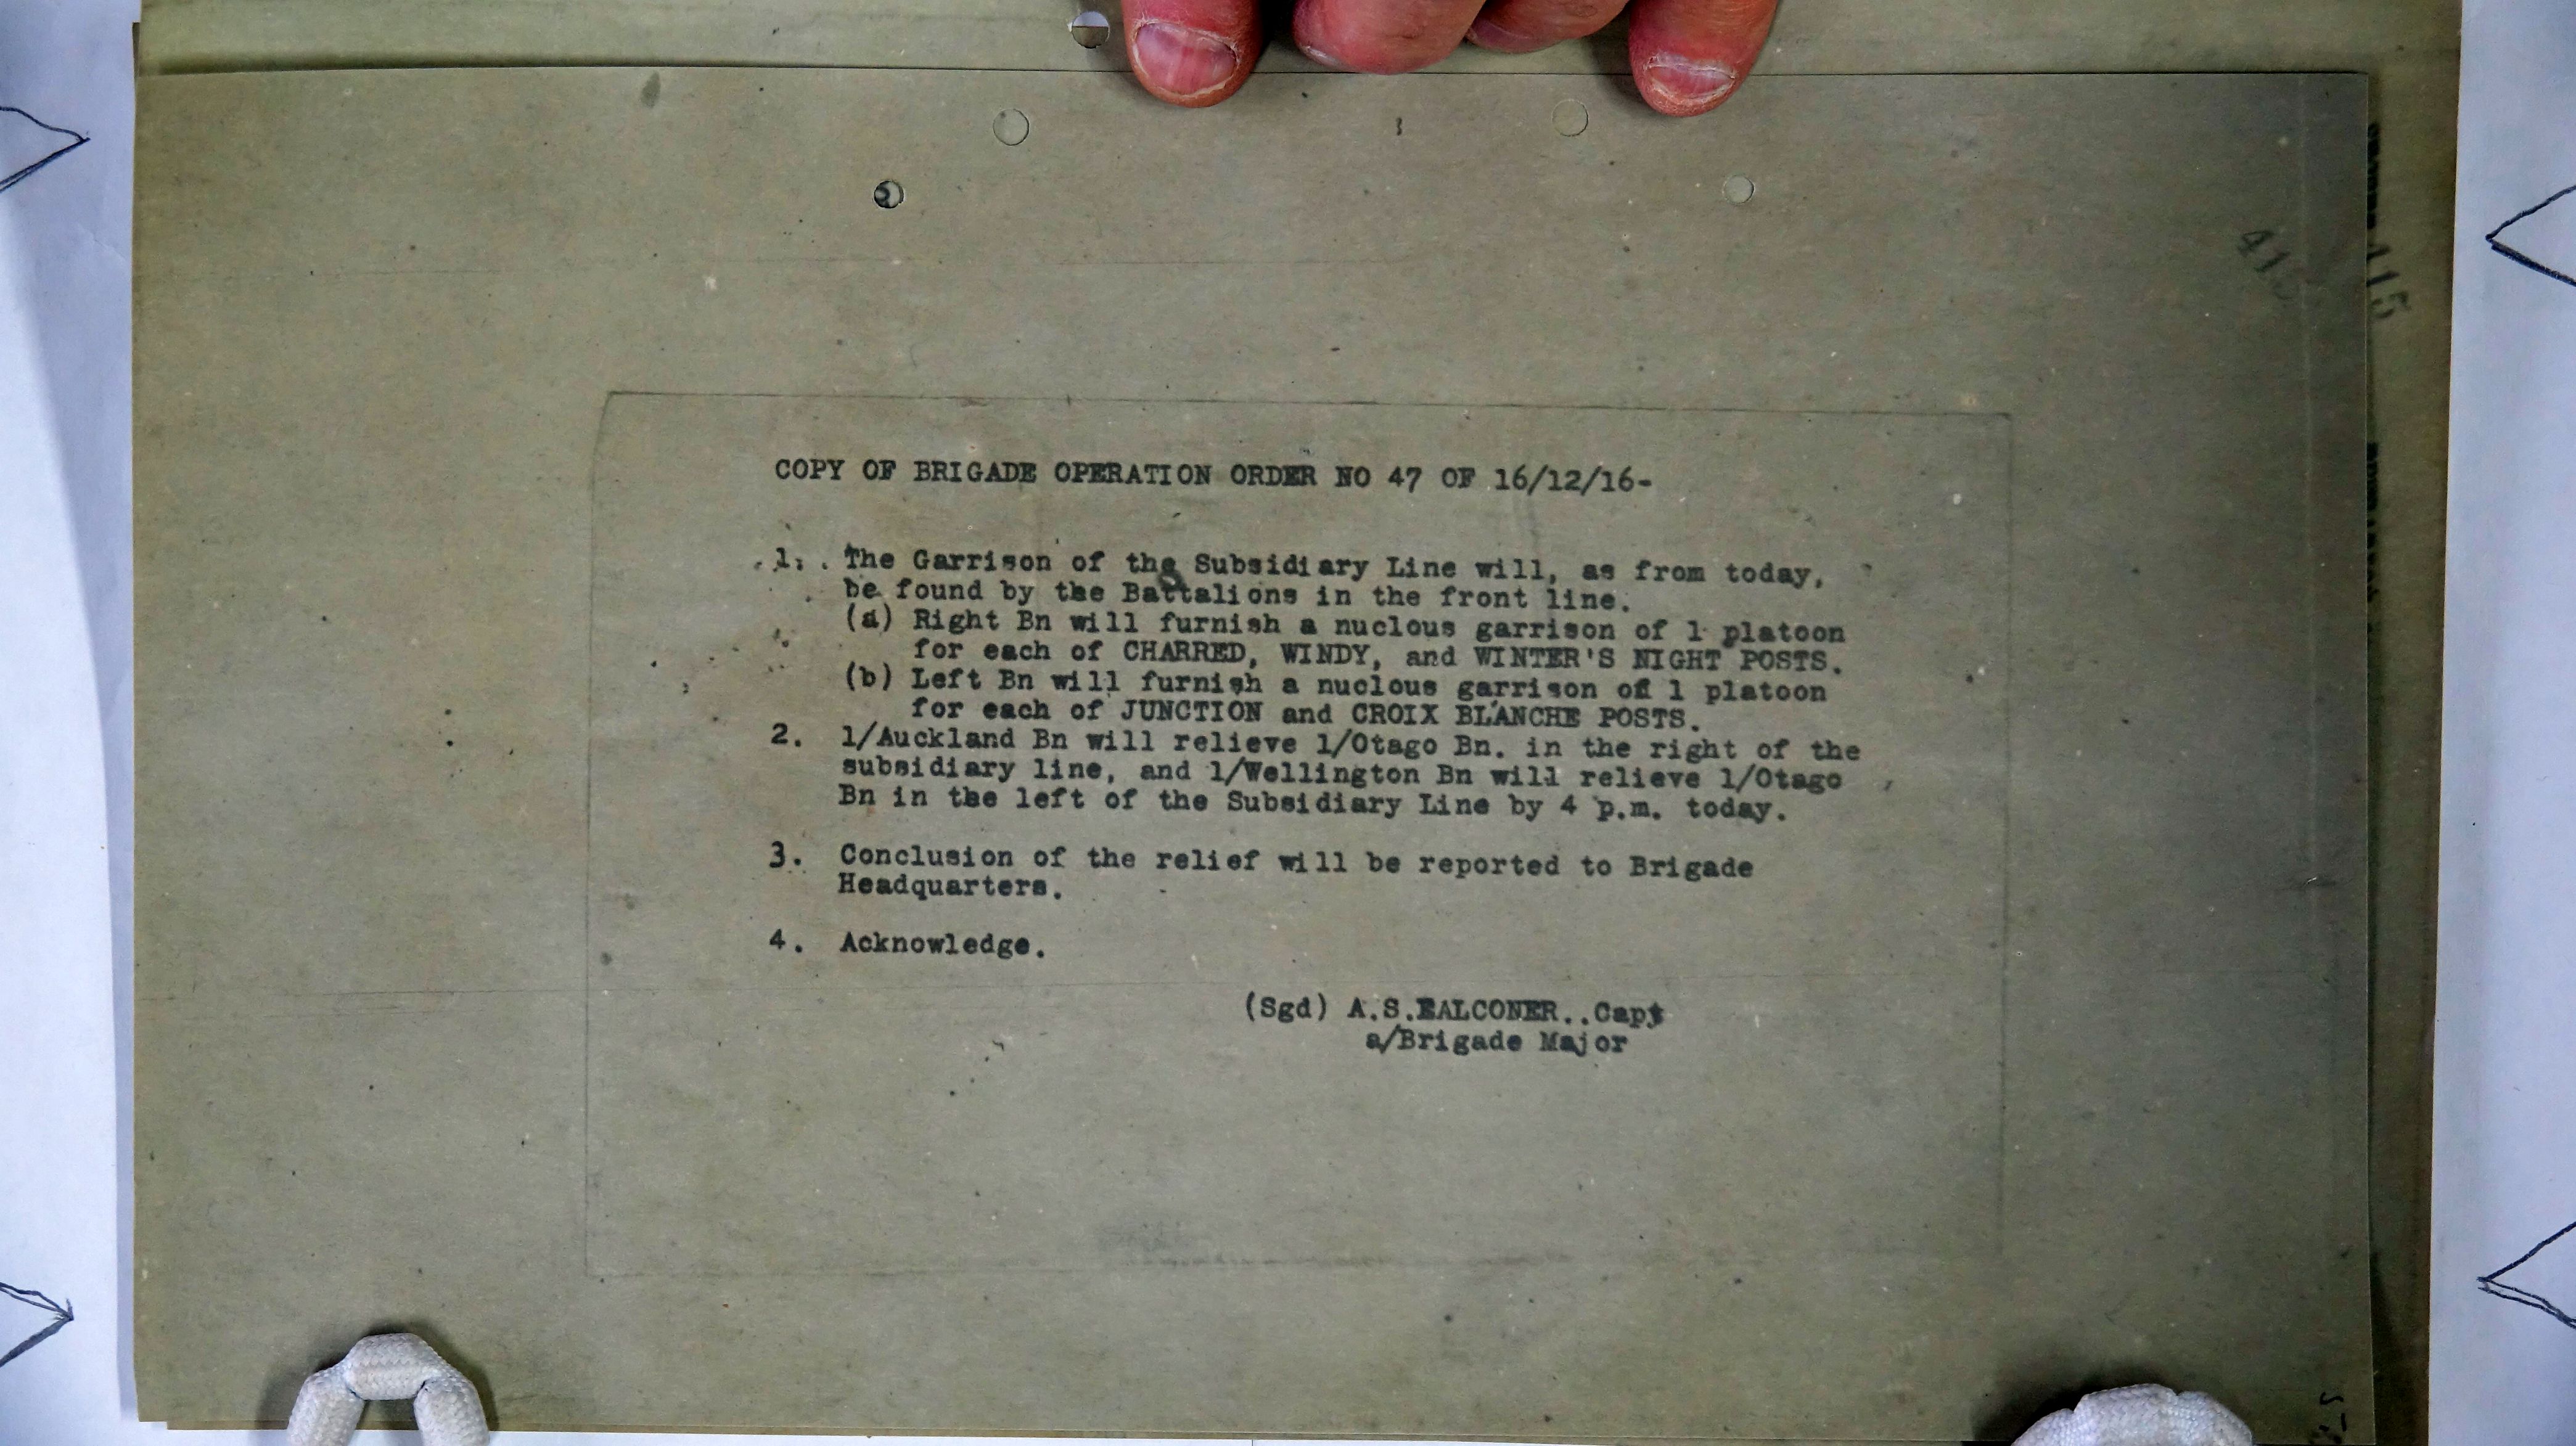 COPY OF BRIGADE OPERATION ORDER NO 47 OF 16/12/16-
1. The Garrison of the Subsidiary Line will, as from today,
be found by the Battalions in the front line.
(a) Right Bn will furnish a nuclous garrison of 1 platoon
for each of CHARRED, WINDY, and WINTER'S NIGHT POSTS.
(b) Left Bn will furnish a nuclous garrison of 1 platoon
for each of JUNCTION and CROIX BLANCHE POSTS.
2. 1/Auckland Bn will relieve 1/Otago Bn. in the right of the
subsidiary line, and 1/Wellington Bn will relieve 1/Otago
Bn in the left of the Subsidiary Line by 4 p.m. today.
3. Conclusion of the relief will be reported to Brigade
Headquarters.
4. Acknowledge.
(Sgd) A.S.FALCONER..Capt
a/Brigade Major